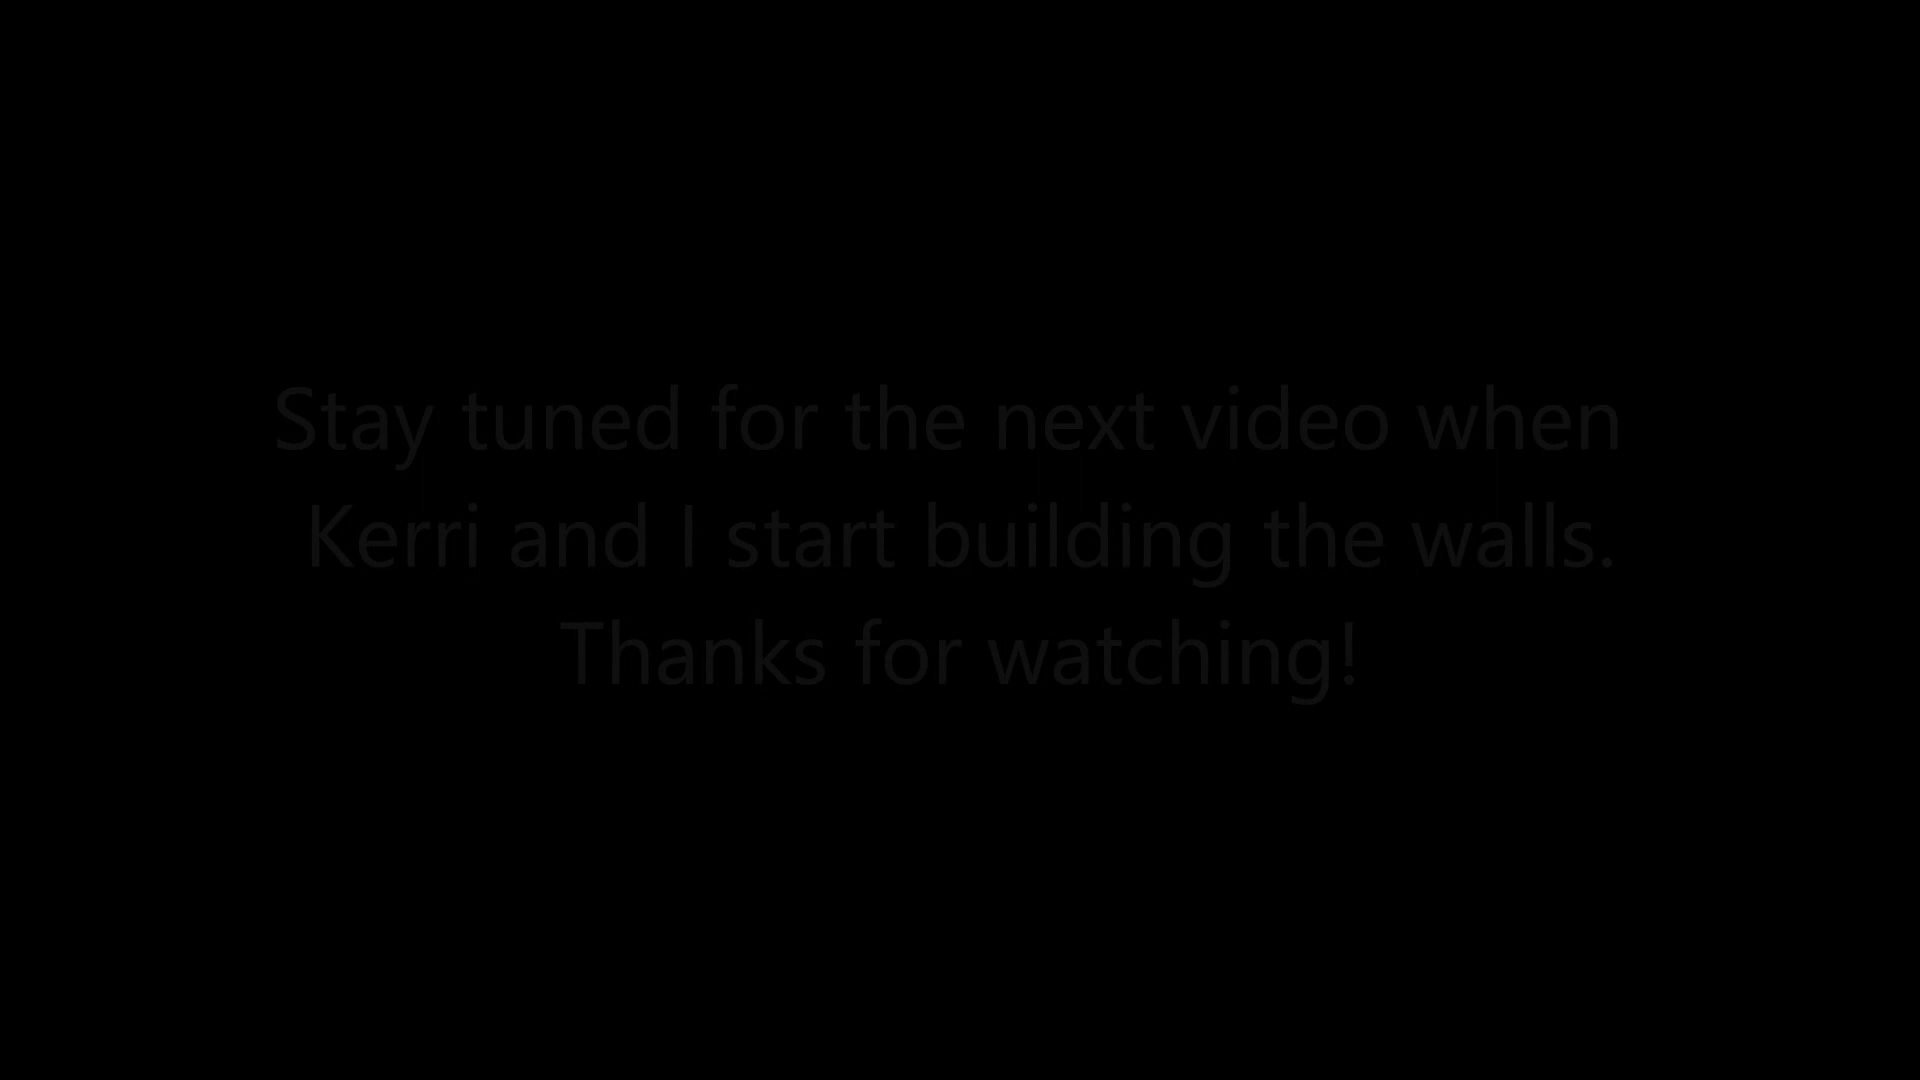 Stay tuned for the next video when
Kerri and I start building the walls.
Thanks for watching!